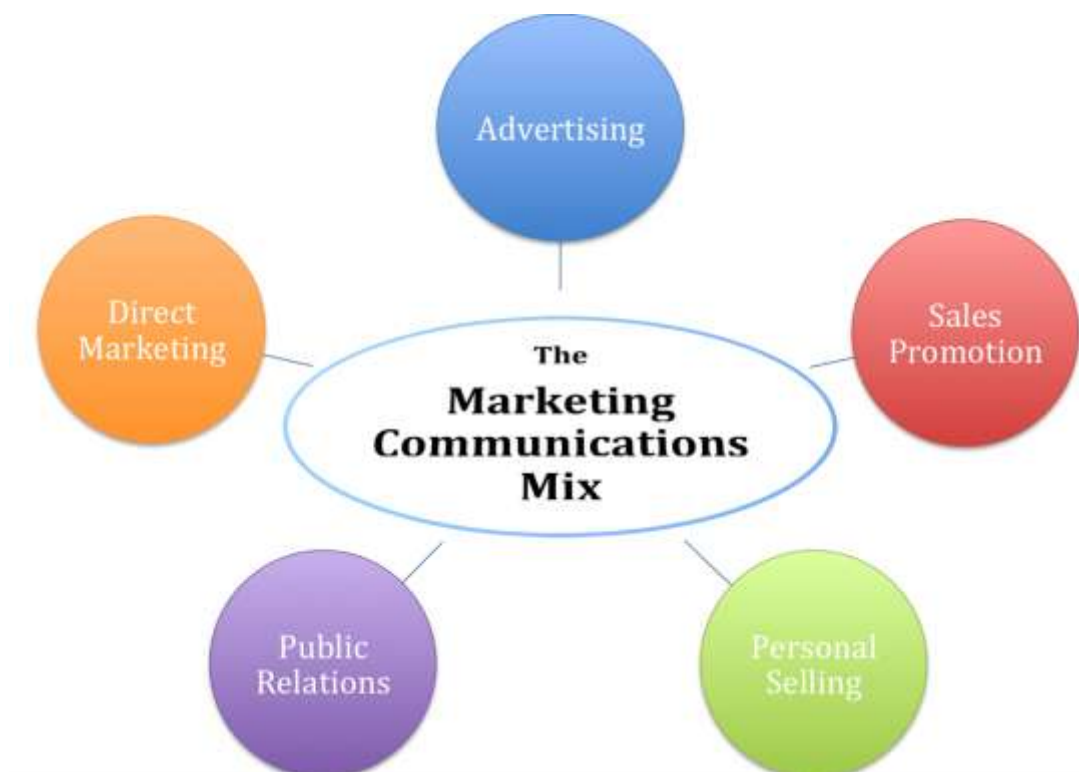 Advertising
Direct
Marketing
Sales
Promotion
The
Marketing
Communications
Mix
Public
Relations
Personal
Selling